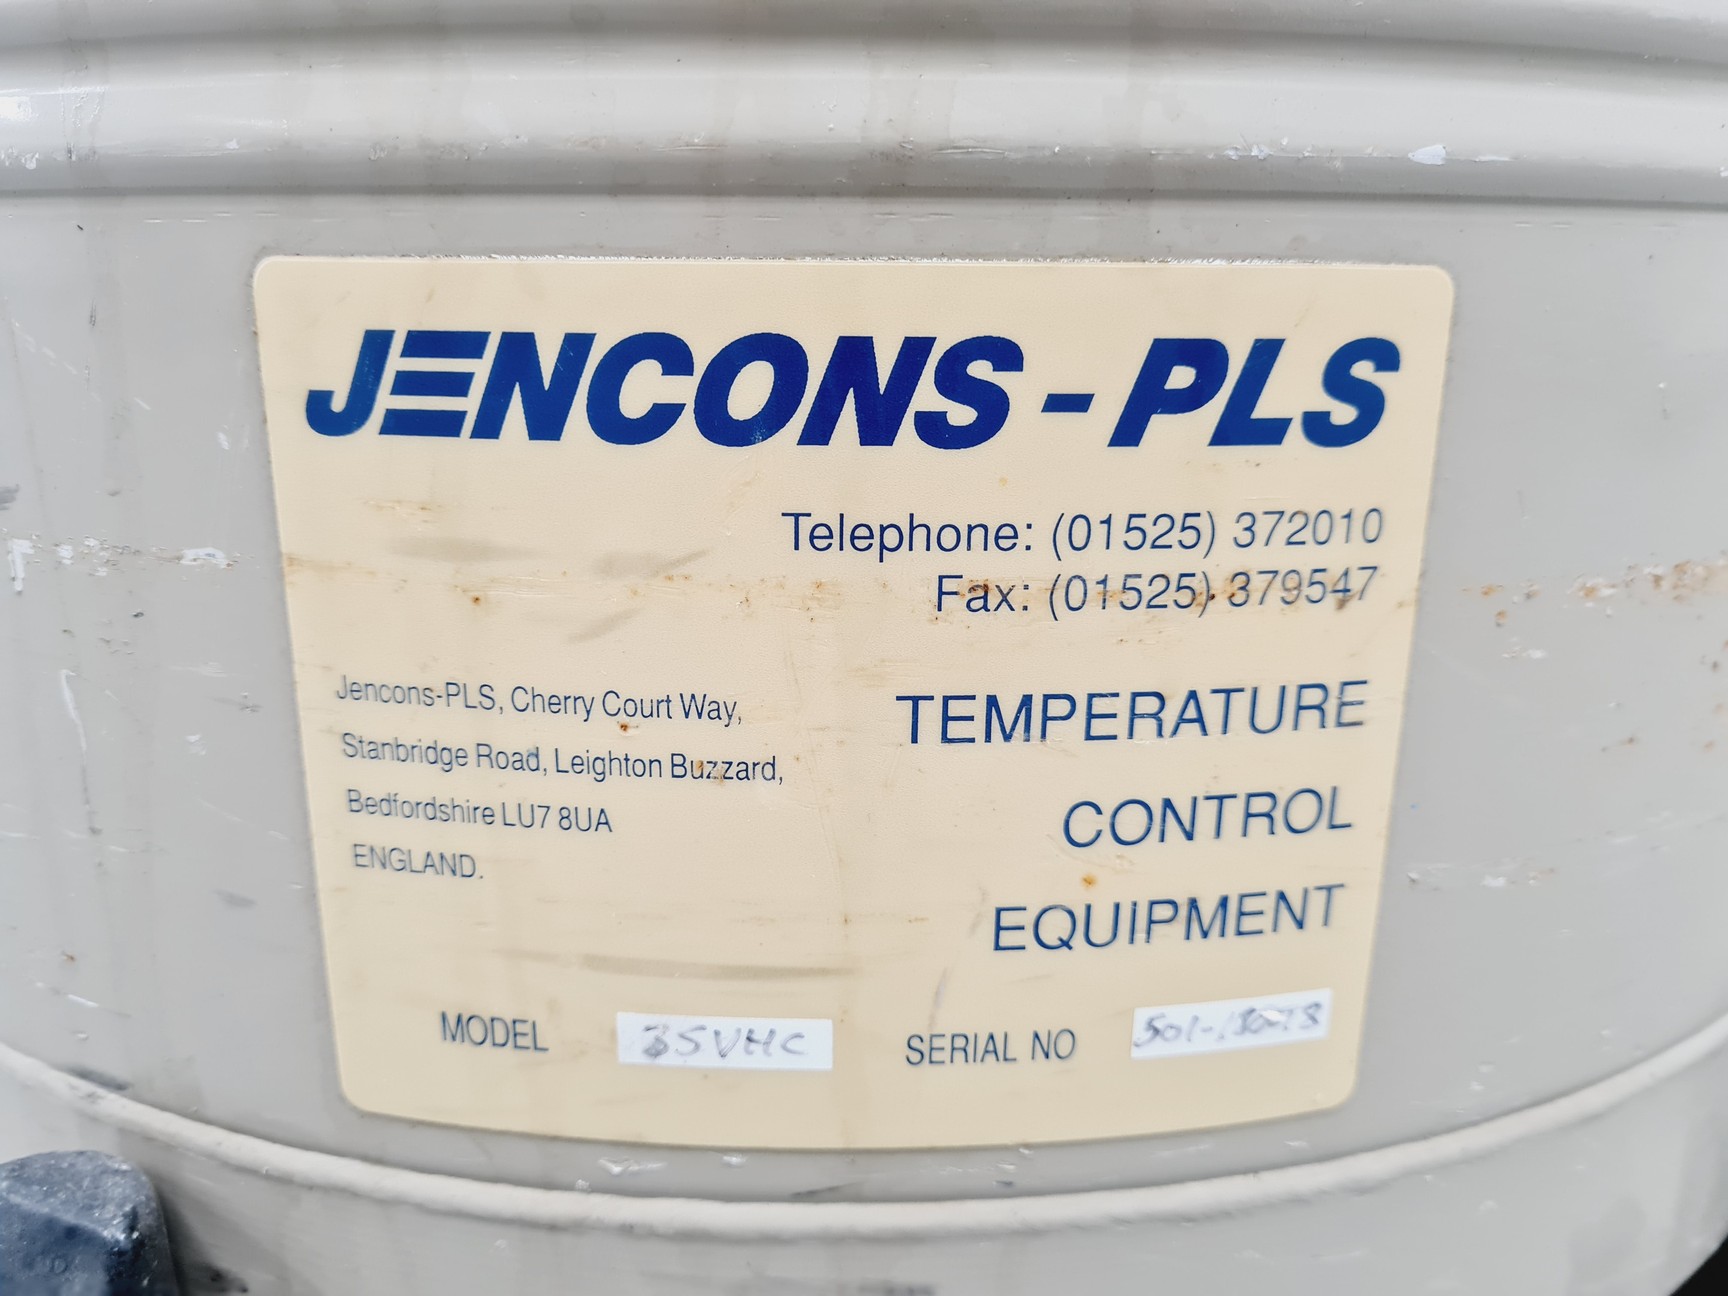 JENCONS - PLS
Telephone: (01525) 372010
Fax: (01525) 379547
Jencons-PLS, Cherry Court Way,
Stanbridge Road, Leighton Buzzard,
Bedfordshire LU7 8UA
ENGLAND.
TEMPERATURE
CONTROL
EQUIPMENT
MODEL 35VHC
SERIAL NO